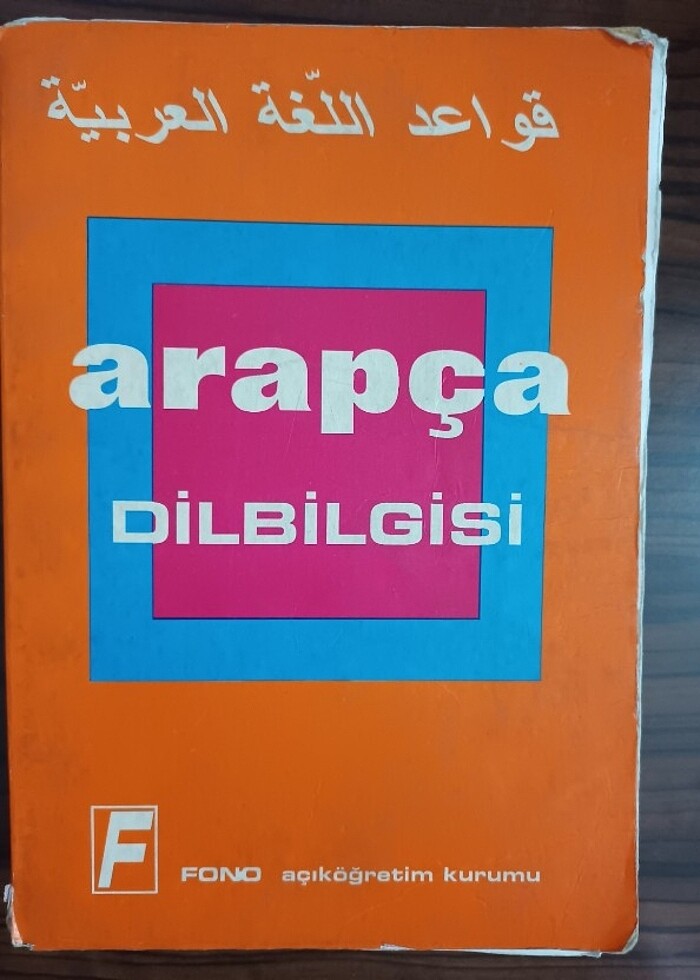 قواعد اللّغة العربيّة
arapça
DİLBİLGİSİ
F
FONO açıköğretim kurumu